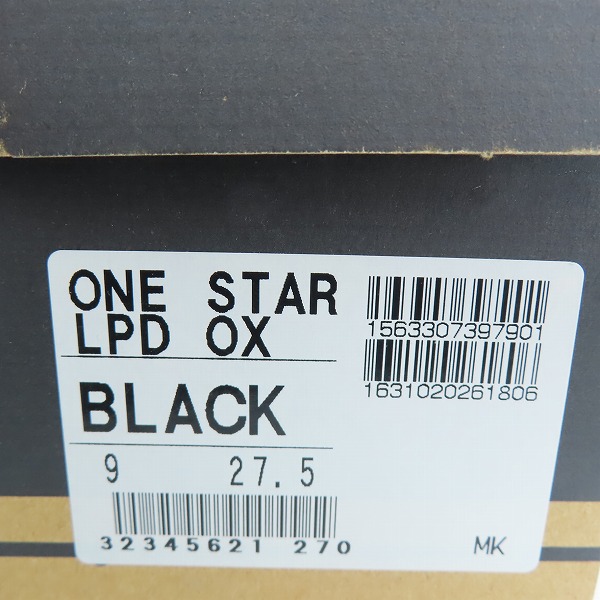 ONE STAR
LPD OX
1563307397901
1631020261806
BLACK
9 27.5
32345621 270
MK